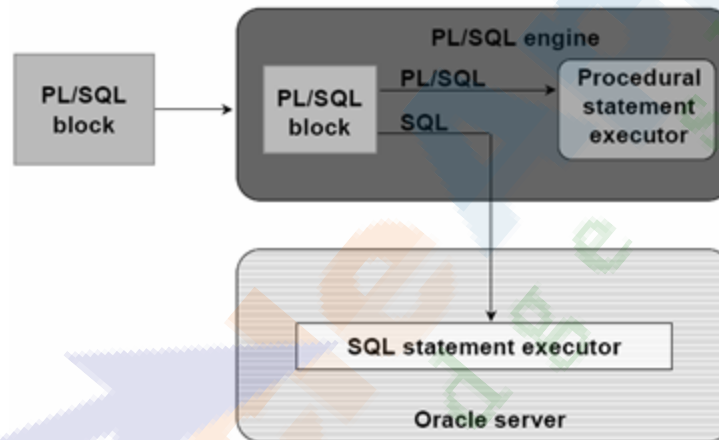 PL/SQL engine
PL/SQL
block
PL/SQL
block
PL/SQL
SQL
Procedural
statement
executor
SQL statement executor
Oracle server